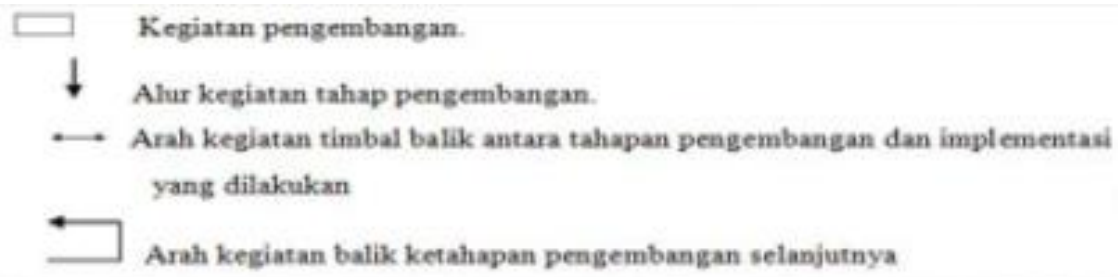 Kegiatan pengembangan.
Alur kegiatan tahap pengembangan.
Arah kegiatan timbal balik antara tahapan pengembangan dan implementasi
yang dilakukan
Arah kegiatan balik ketahapan pengembangan selanjutnya